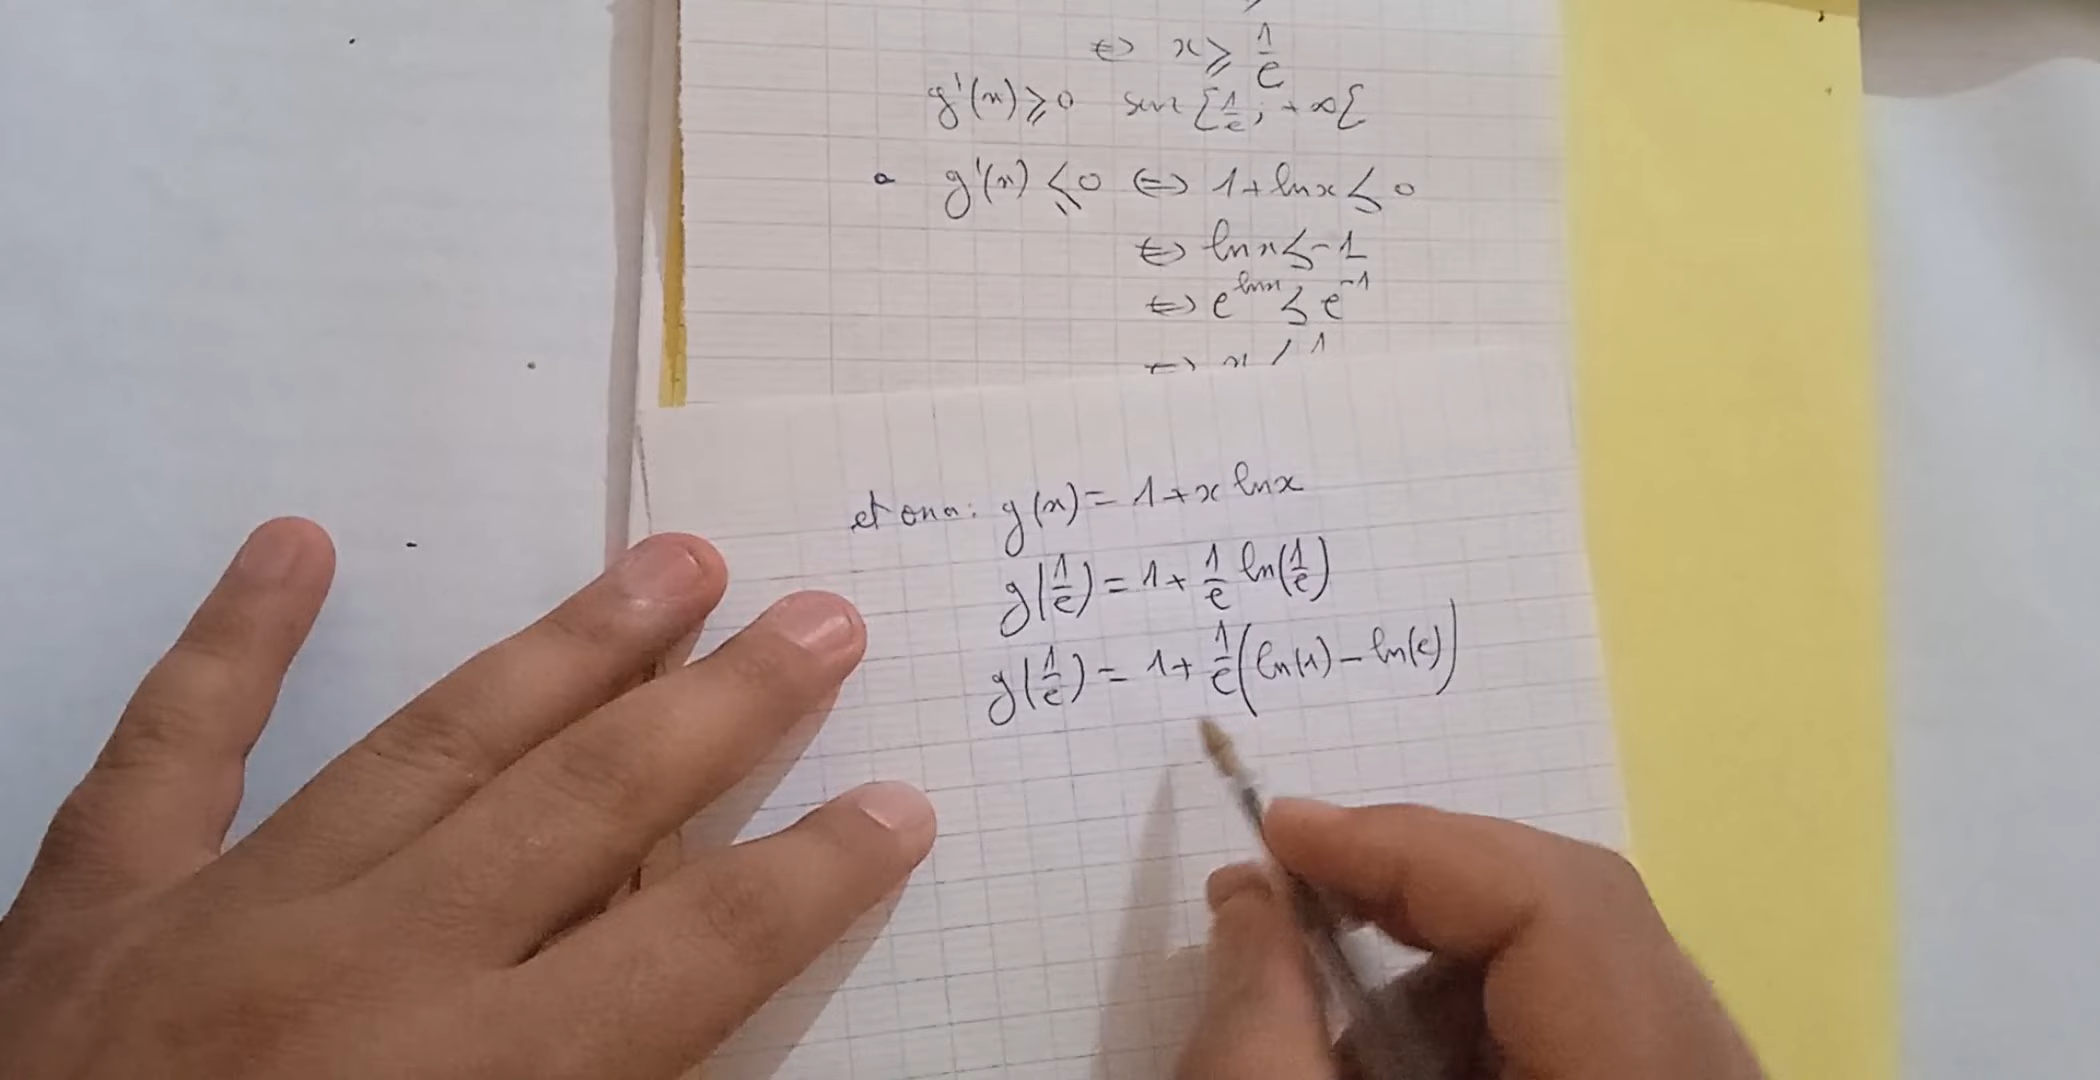 ⇔ x ⩾ 1/e
g'(x) ⩾ 0 sur [1/e; +∞[
g'(x) ⩽ 0 ⇔ 1 + ln x ⩽ 0
⇔ ln x ⩽ -1
⇔ e^{ln x} ⩽ e^{-1}
et on a: g(x) = 1 + x ln x
g(1/e) = 1 + 1/e ln(1/e)
g(1/e) = 1 + 1/e (ln(1) - ln(e))